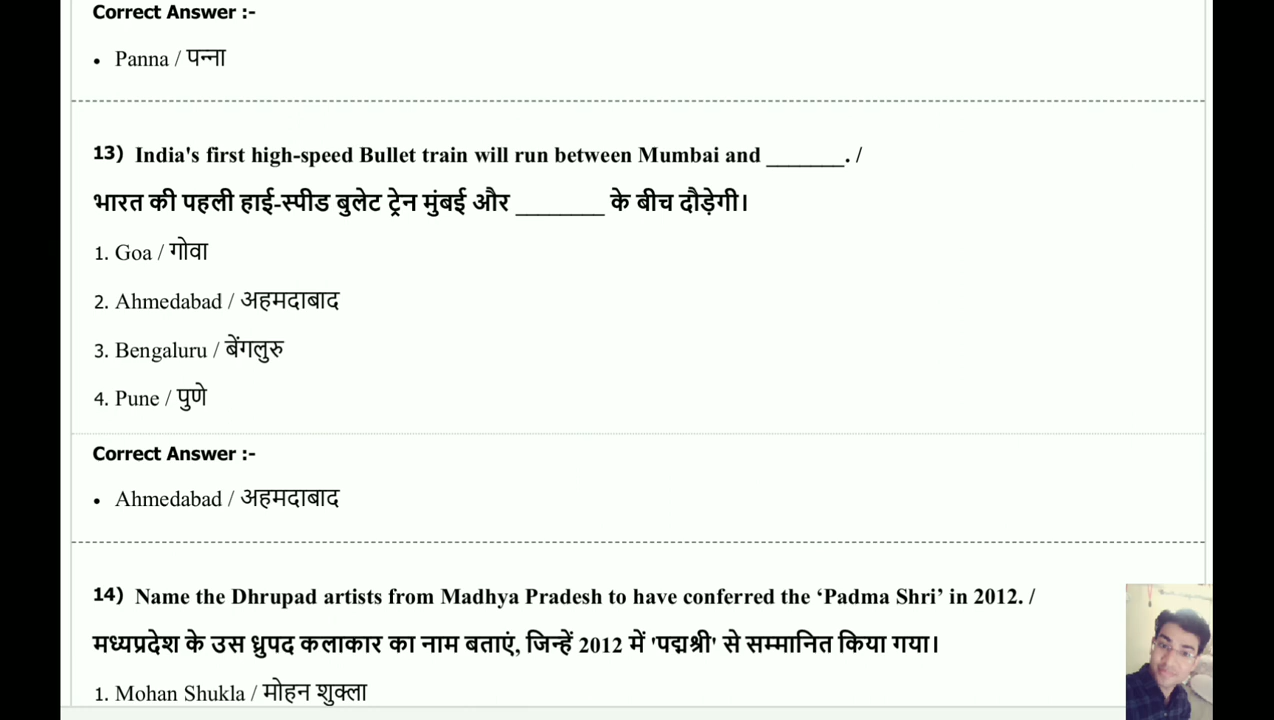 Correct Answer :-
• Panna / पन्ना
13) India's first high-speed Bullet train will run between Mumbai and _______. /
भारत की पहली हाई-स्पीड बुलेट ट्रेन मुंबई और ________ के बीच दौड़ेगी।
1. Goa / गोवा
2. Ahmedabad / अहमदाबाद
3. Bengaluru / बेंगलुरु
4. Pune / पुणे
Correct Answer :-
• Ahmedabad / अहमदाबाद
14) Name the Dhrupad artists from Madhya Pradesh to have conferred the ‘Padma Shri’ in 2012. /
मध्यप्रदेश के उस ध्रुपद कलाकार का नाम बताएं, जिन्हें 2012 में 'पद्मश्री' से सम्मानित किया गया।
1. Mohan Shukla / मोहन शुक्ला